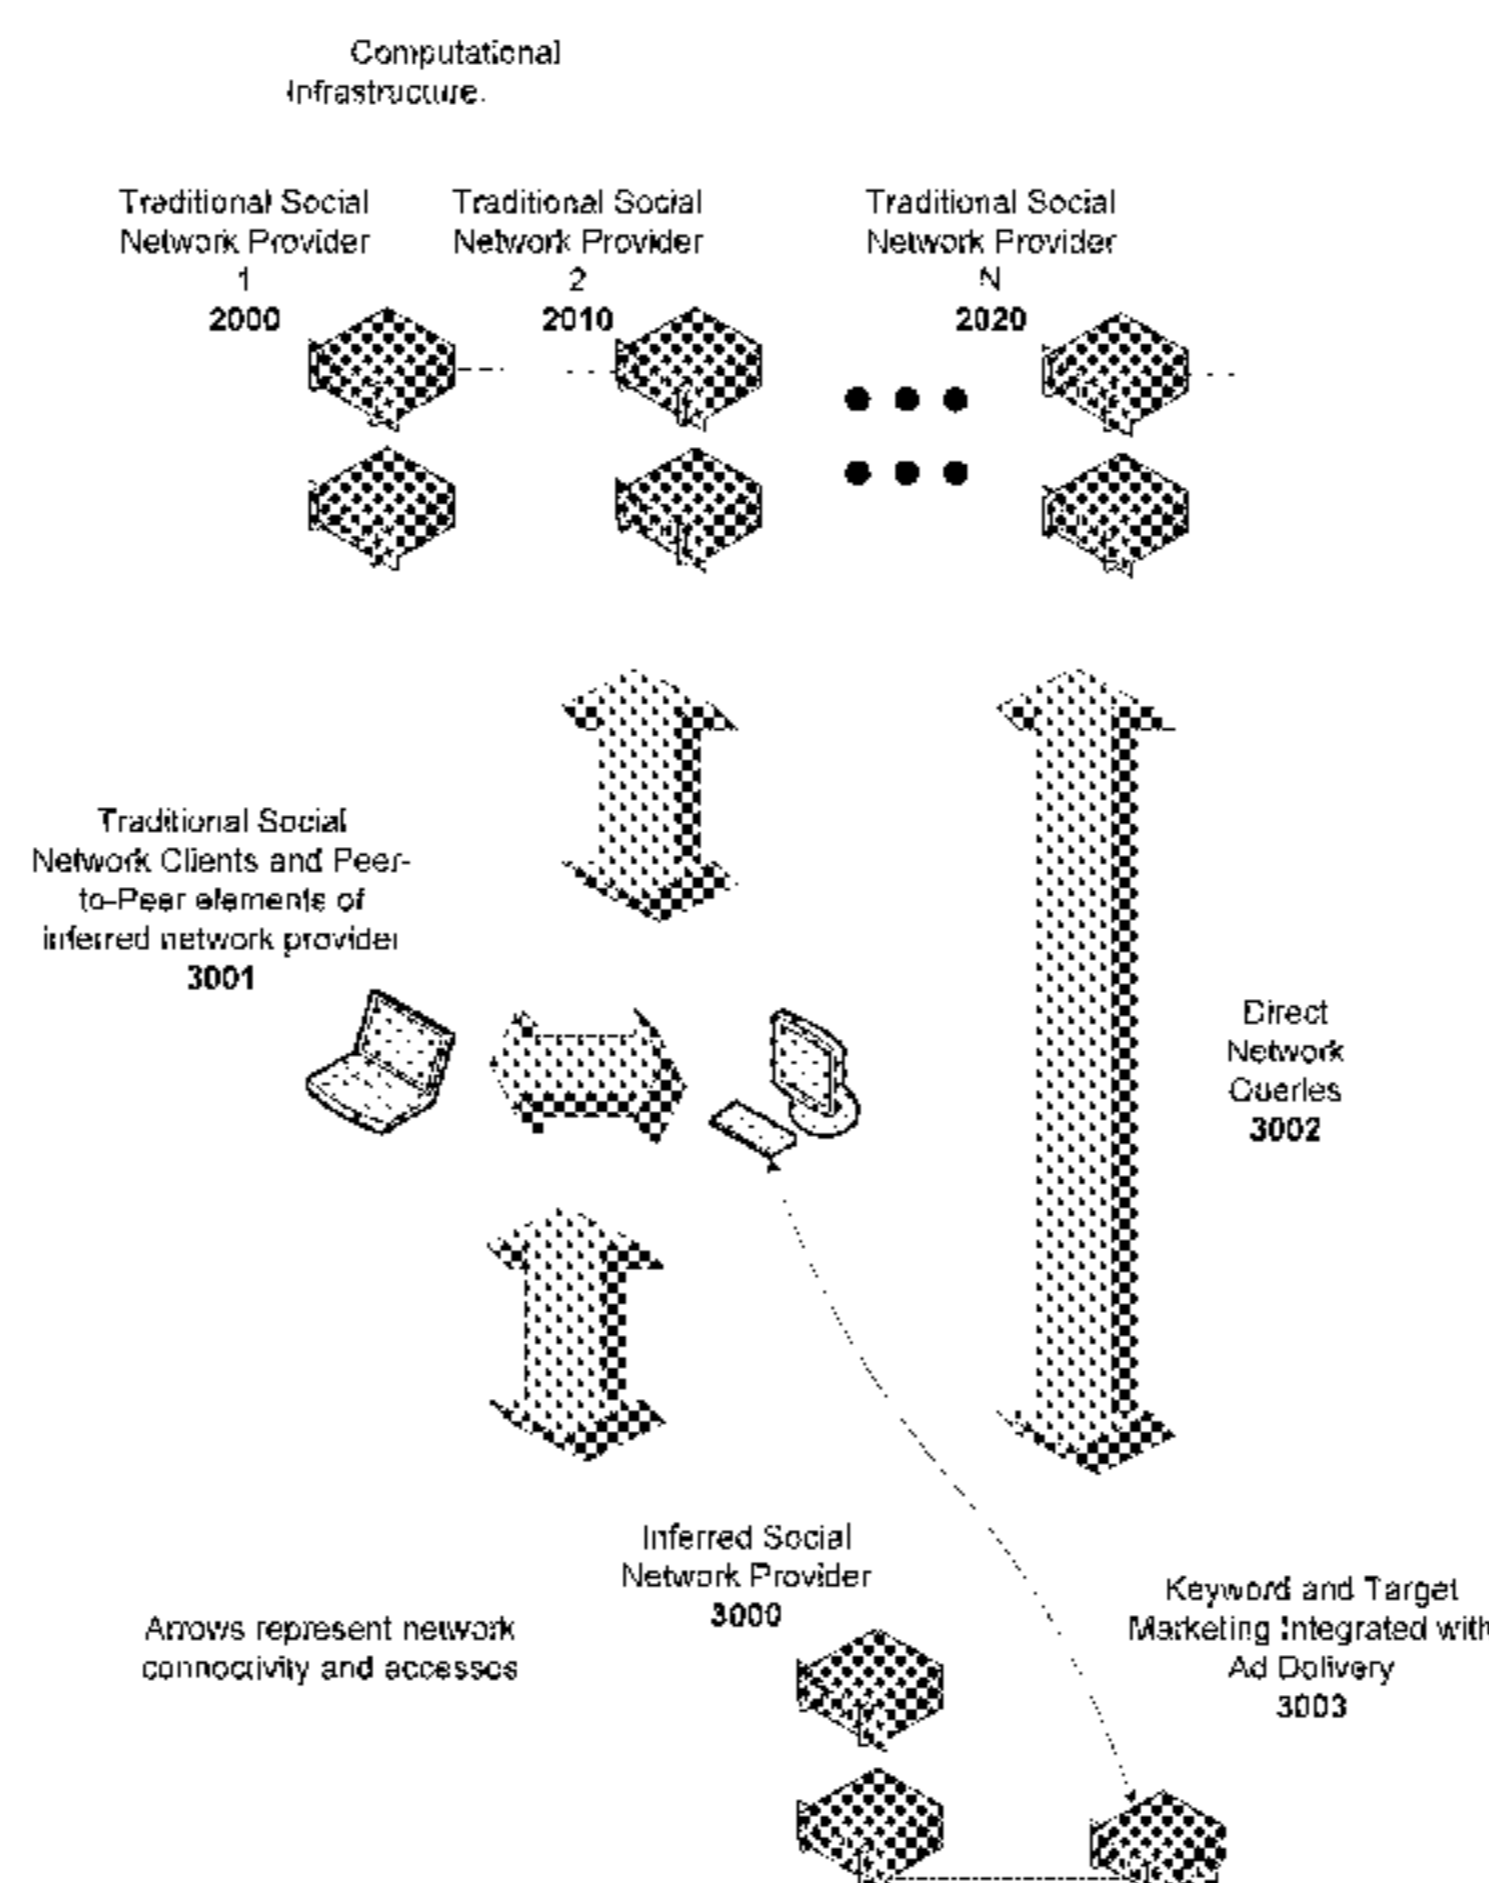 Computational
Infrastructure.
Traditional Social
Network Provider
1
2000
Traditional Social
Network Provider
2
2010
Traditional Social
Network Provider
N
2020
Traditional Social
Network Clients and Peer-
to-Peer elements of
inferred network provider
3001
Direct
Network
Queries
3002
Inferred Social
Network Provider
3000
Arrows represent network
connectivity and accesses
Keyword and Target
Marketing Integrated with
Ad Delivery
3003